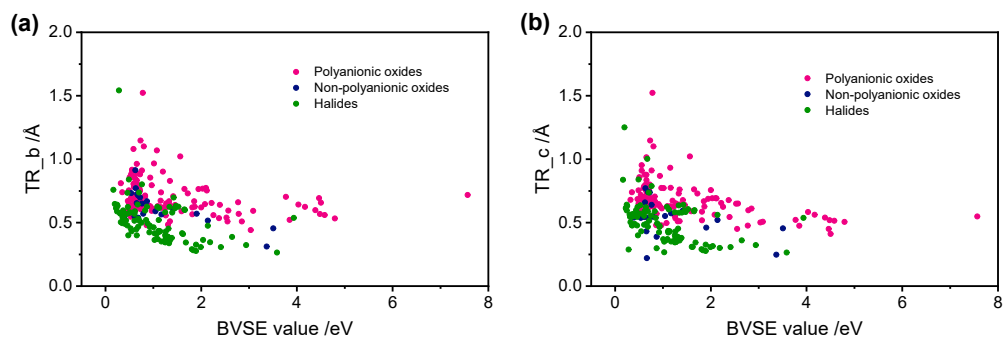 (a)
2.0
1.5
1.0
0.5
0.0
TR_b /Å
Polyanionic oxides
Non-polyanionic oxides
Halides
0 2 4 6 8
BVSE value /eV
(b)
2.0
1.5
1.0
0.5
0.0
TR_c /Å
Polyanionic oxides
Non-polyanionic oxides
Halides
0 2 4 6 8
BVSE value /eV